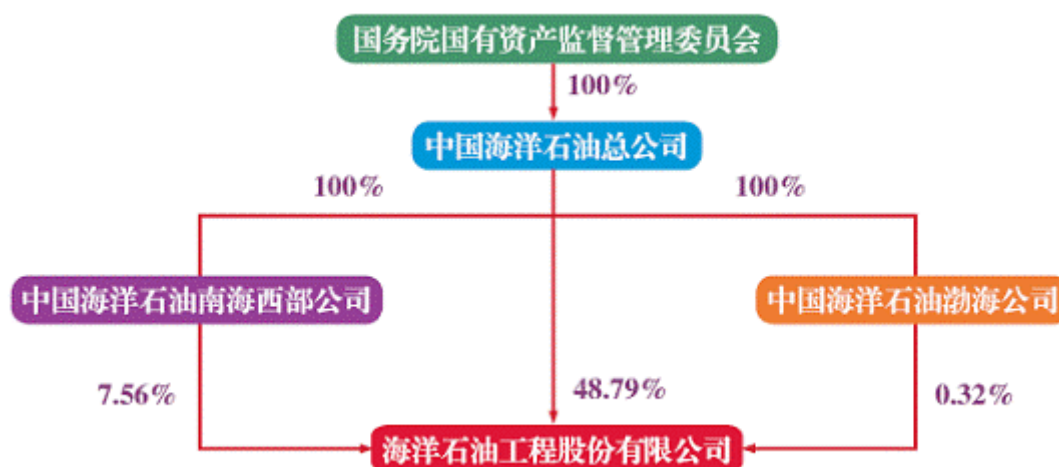 国务院国有资产监督管理委员会
100%
中国海洋石油总公司
100%
100%
中国海洋石油南海西部公司
中国海洋石油渤海公司
7.56%
48.79%
0.32%
海洋石油工程股份有限公司